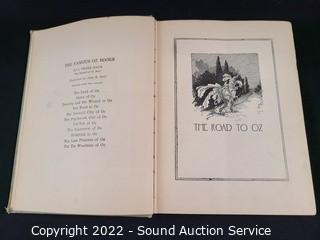 THE FAMOUS OZ BOOKS
The Land of Oz
Ozma of Oz
Dorothy and the Wizard in Oz
The Road to Oz
The Emerald City of Oz
The Patchwork Girl of Oz
Tik-Tok of Oz
The Scarecrow of Oz
Rinkitink in Oz
The Lost Princess of Oz
The Tin Woodman of Oz
THE ROAD TO OZ
Copyright 2022 - Sound Auction Service